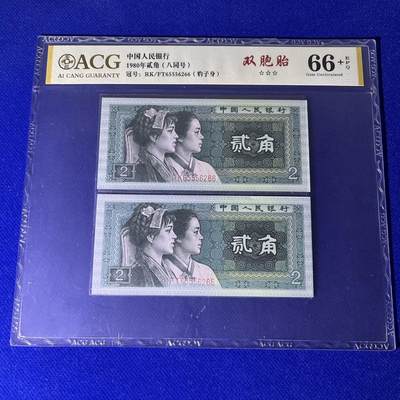 ACG
AI CANG GUARANTY
中国人民银行
1980年贰角（八同号）
冠号：RK/FT65556266（豹子身）
双胞胎
☆☆☆
66+
EPQ
Gem Uncirculated
中国人民银行
贰角
2
2
中国人民银行
贰角
2
2